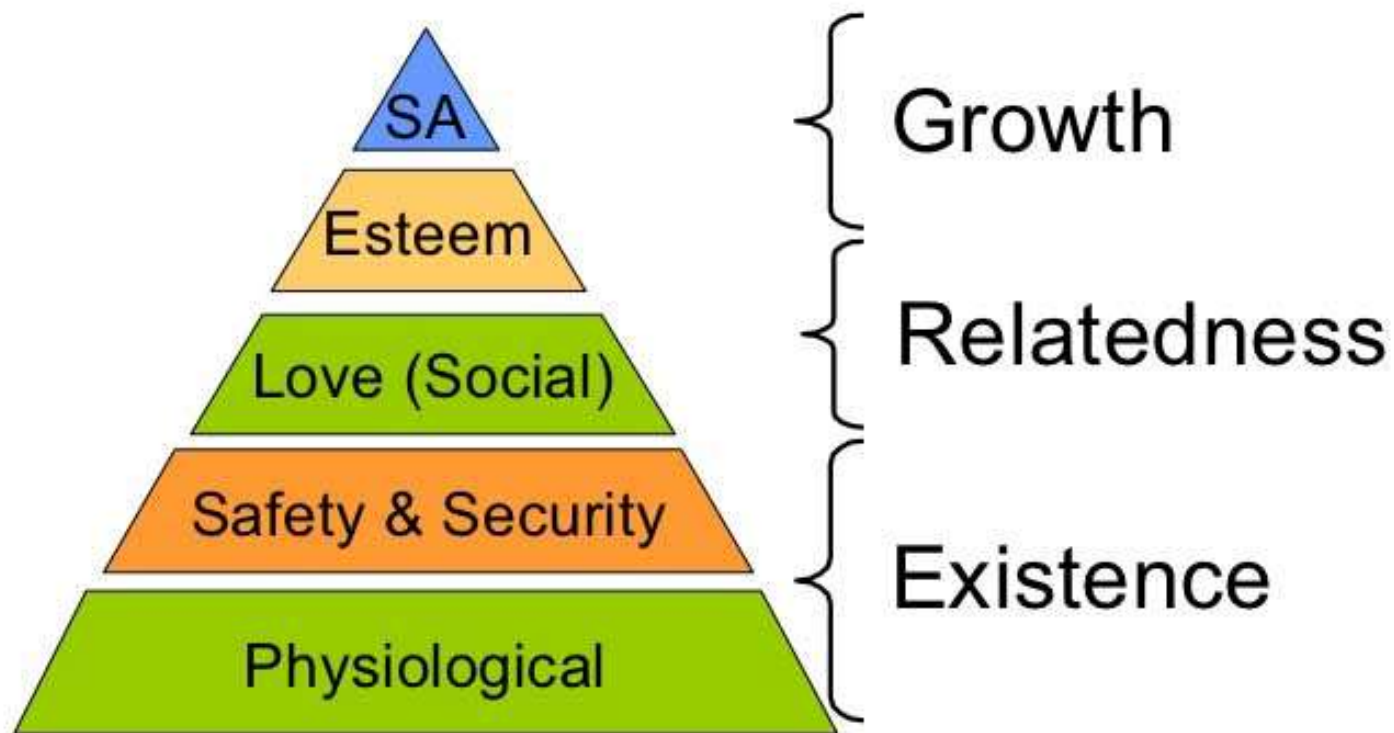 SA
Esteem
Love (Social)
Safety & Security
Physiological
Growth
Relatedness
Existence